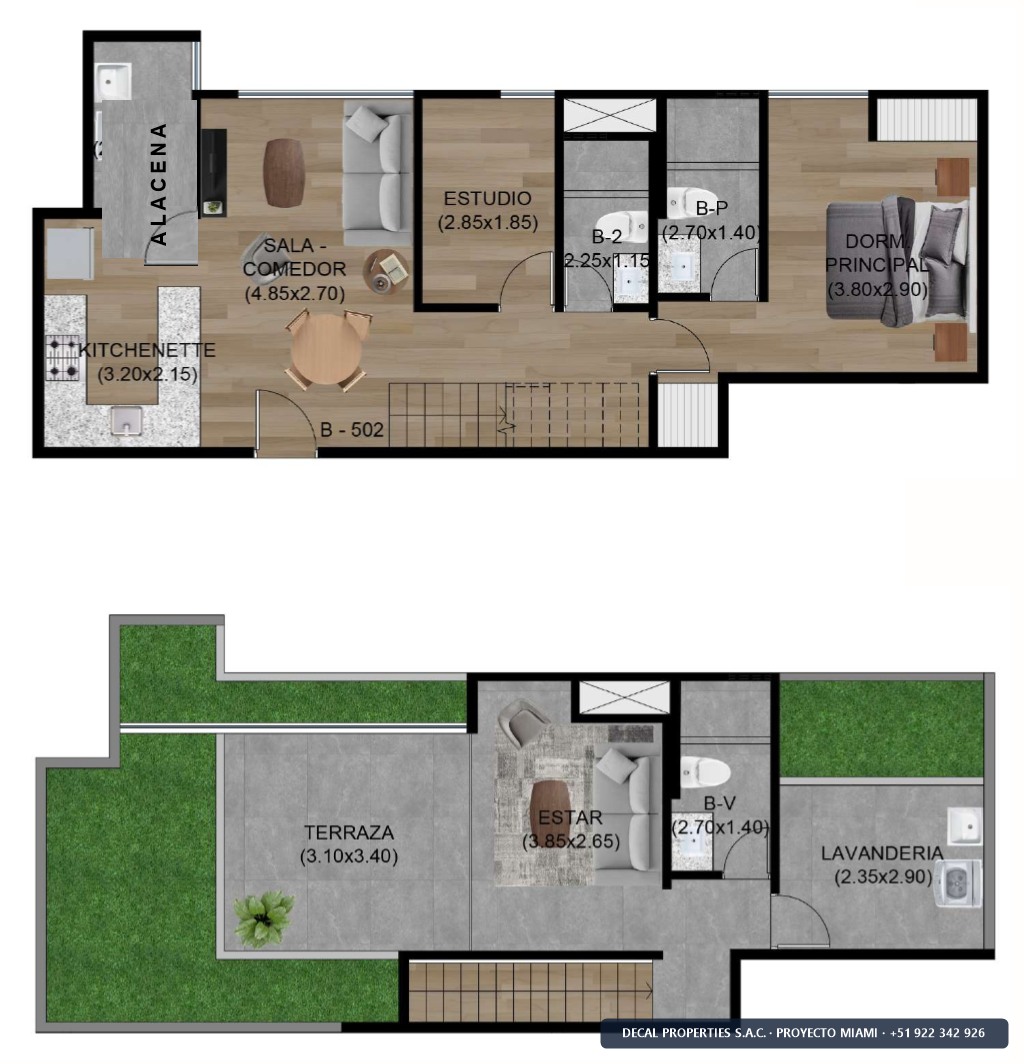 ALACENA
ESTUDIO
(2.85x1.85)
B-P
(2.70x1.40)
B-2
2.25x1.15
SALA -
COMEDOR
(4.85x2.70)
DORM.
PRINCIPAL
(3.80x2.90)
KITCHENETTE
(3.20x2.15)
B - 502
ESTAR
(3.85x2.65)
B-V
(2.70x1.40)
TERRAZA
(3.10x3.40)
LAVANDERIA
(2.35x2.90)
DECAL PROPERTIES S.A.C. · PROYECTO MIAMI · +51 922 342 926